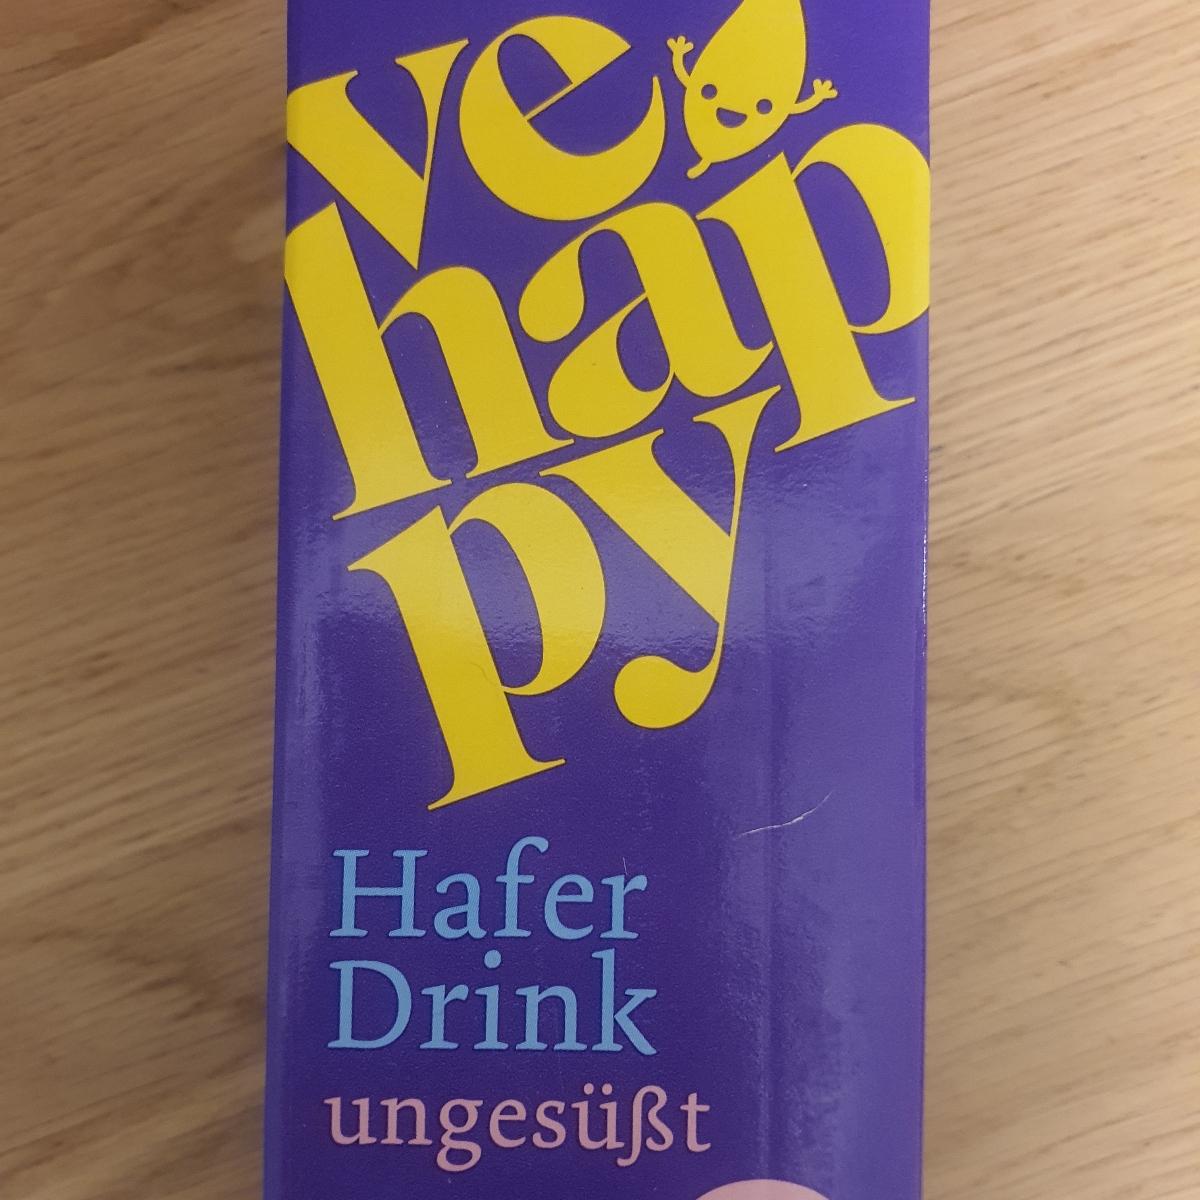 ve
hap
py
Hafer
Drink
ungesüßt